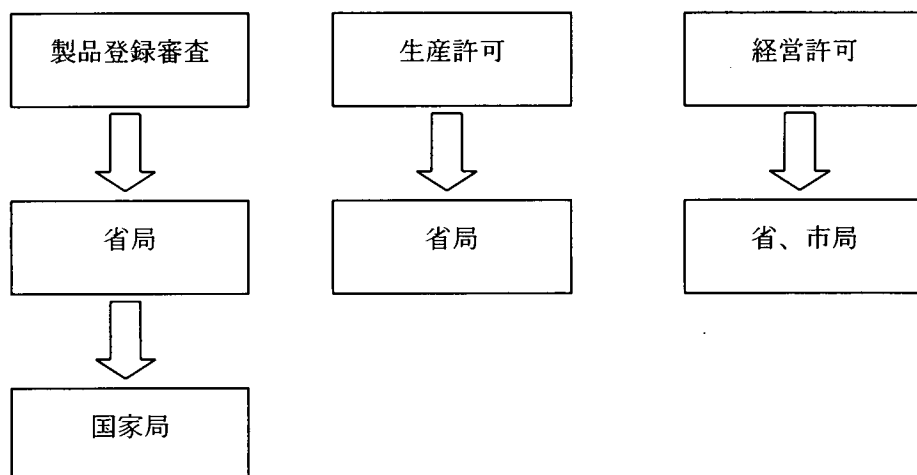 製品登録審査
生産許可
経営許可
省局
省局
省、市局
国家局